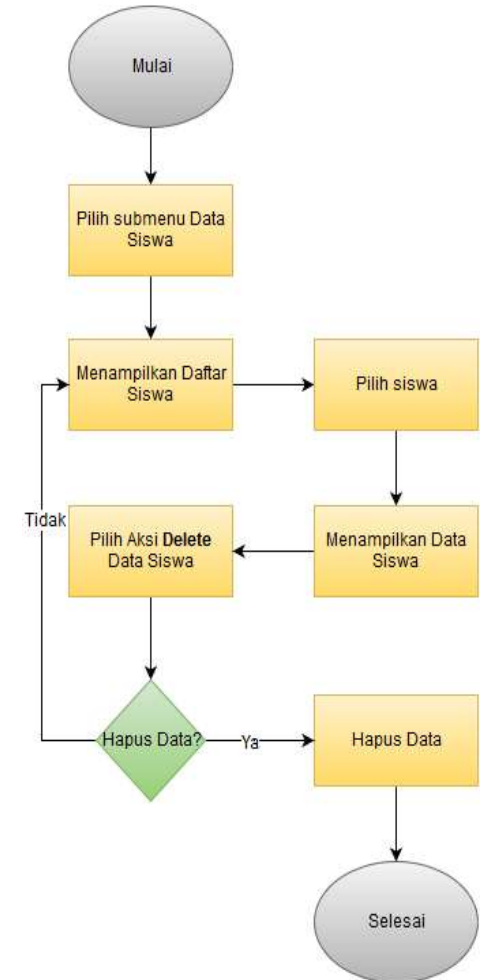 Mulai
Pilih submenu Data
Siswa
Menampilkan Daftar
Siswa
Pilih siswa
Menampilkan Data
Siswa
Pilih Aksi Delete
Data Siswa
Tidak
Hapus Data?
Ya
Hapus Data
Selesai